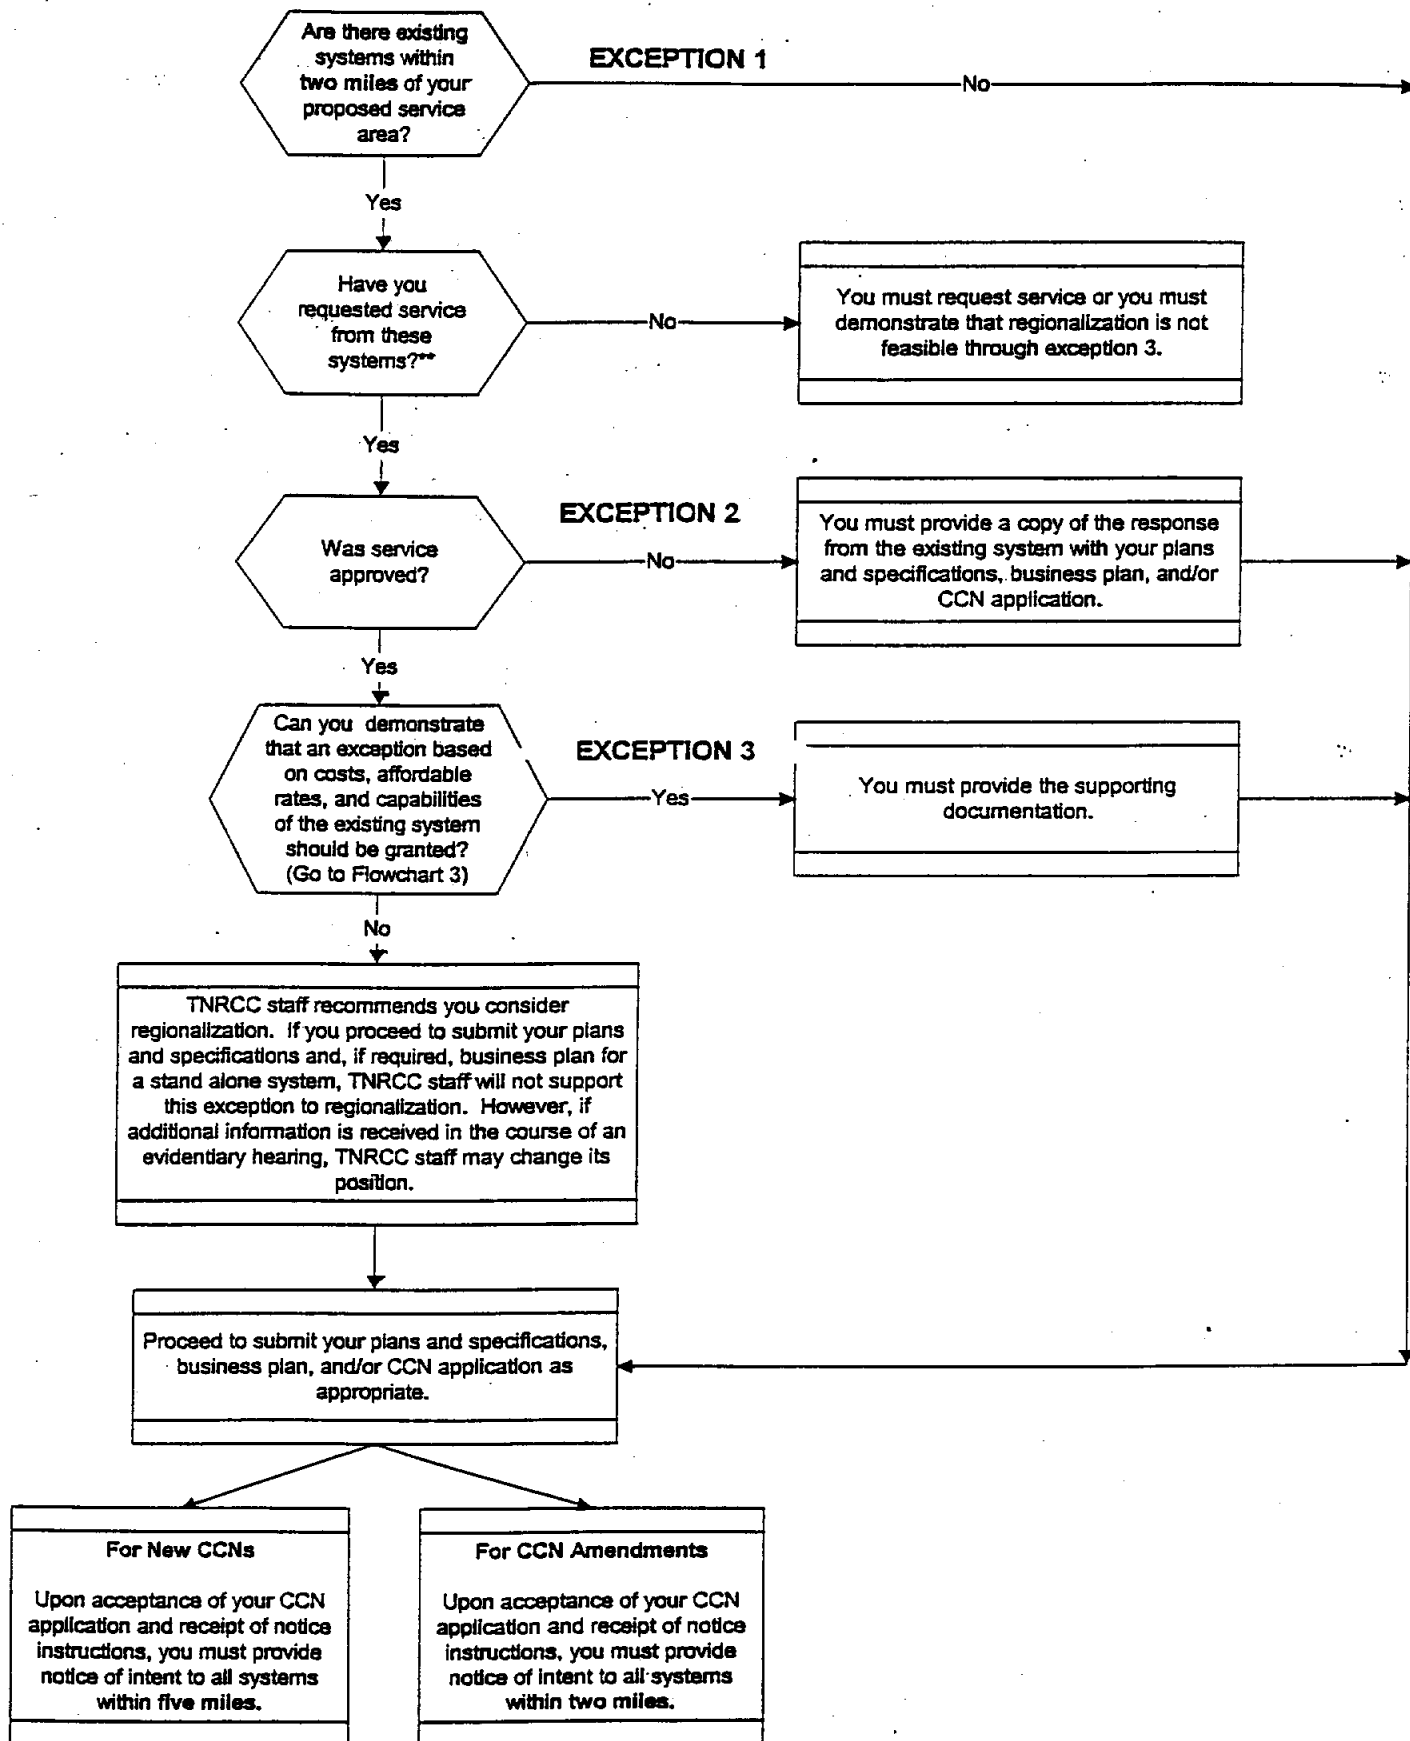 Are there existing
systems within
two miles of your
proposed service
area?
EXCEPTION 1
No
Yes
Have you
requested service
from these
systems?**
No
You must request service or you must
demonstrate that regionalization is not
feasible through exception 3.
Yes
Was service
approved?
EXCEPTION 2
No
You must provide a copy of the response
from the existing system with your plans
and specifications, business plan, and/or
CCN application.
Yes
Can you demonstrate
that an exception based
on costs, affordable
rates, and capabilities
of the existing system
should be granted?
(Go to Flowchart 3)
EXCEPTION 3
Yes
You must provide the supporting
documentation.
No
TNRCC staff recommends you consider
regionalization. If you proceed to submit your plans
and specifications and, if required, business plan for
a stand alone system, TNRCC staff will not support
this exception to regionalization. However, if
additional information is received in the course of an
evidentiary hearing, TNRCC staff may change its
position.
Proceed to submit your plans and specifications,
business plan, and/or CCN application as
appropriate.
For New CCNs
Upon acceptance of your CCN
application and receipt of notice
instructions, you must provide
notice of intent to all systems
within five miles.
For CCN Amendments
Upon acceptance of your CCN
application and receipt of notice
instructions, you must provide
notice of intent to all systems
within two miles.